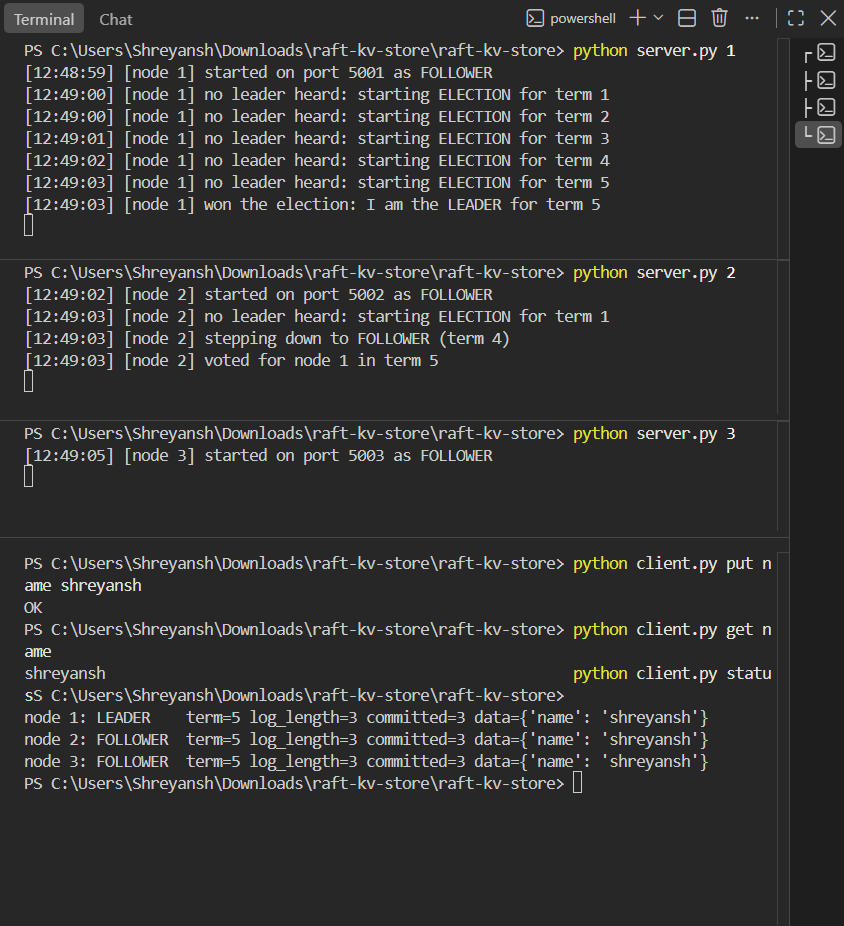 Terminal
Chat
powershell
PS C:\Users\Shreyansh\Downloads\raft-kv-store\raft-kv-store> python server.py 1
[12:48:59] [node 1] started on port 5001 as FOLLOWER
[12:49:00] [node 1] no leader heard: starting ELECTION for term 1
[12:49:00] [node 1] no leader heard: starting ELECTION for term 2
[12:49:01] [node 1] no leader heard: starting ELECTION for term 3
[12:49:02] [node 1] no leader heard: starting ELECTION for term 4
[12:49:03] [node 1] no leader heard: starting ELECTION for term 5
[12:49:03] [node 1] won the election: I am the LEADER for term 5
PS C:\Users\Shreyansh\Downloads\raft-kv-store\raft-kv-store> python server.py 2
[12:49:02] [node 2] started on port 5002 as FOLLOWER
[12:49:03] [node 2] no leader heard: starting ELECTION for term 1
[12:49:03] [node 2] stepping down to FOLLOWER (term 4)
[12:49:03] [node 2] voted for node 1 in term 5
PS C:\Users\Shreyansh\Downloads\raft-kv-store\raft-kv-store> python server.py 3
[12:49:05] [node 3] started on port 5003 as FOLLOWER
PS C:\Users\Shreyansh\Downloads\raft-kv-store\raft-kv-store> python client.py put n
ame shreyansh
OK
PS C:\Users\Shreyansh\Downloads\raft-kv-store\raft-kv-store> python client.py get n
ame
shreyansh python client.py statu
sS C:\Users\Shreyansh\Downloads\raft-kv-store\raft-kv-store>
node 1: LEADER term=5 log_length=3 committed=3 data={'name': 'shreyansh'}
node 2: FOLLOWER term=5 log_length=3 committed=3 data={'name': 'shreyansh'}
node 3: FOLLOWER term=5 log_length=3 committed=3 data={'name': 'shreyansh'}
PS C:\Users\Shreyansh\Downloads\raft-kv-store\raft-kv-store>